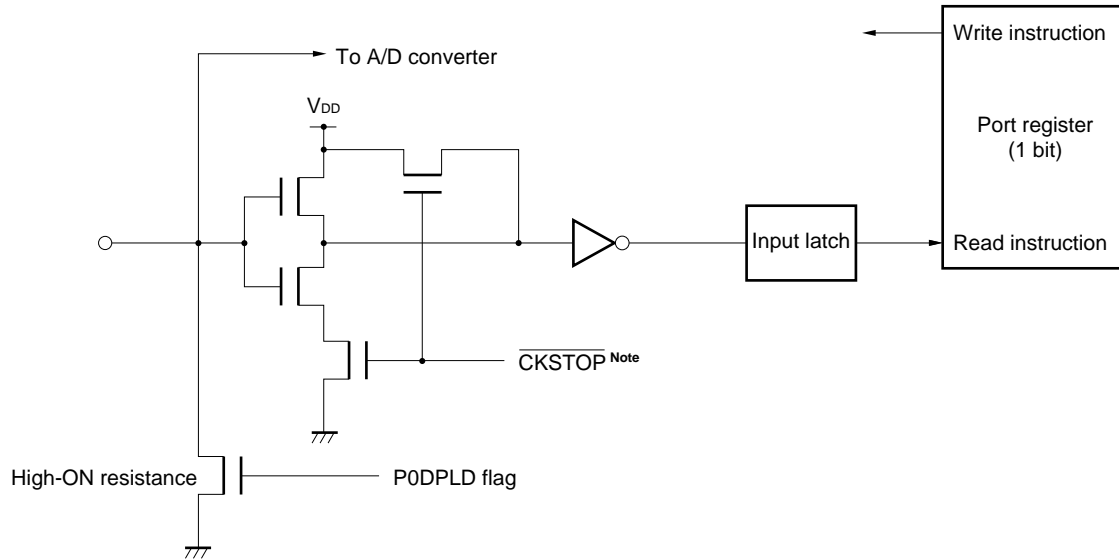 Write instruction
To A/D converter
VDD
Port register
(1 bit)
Input latch
Read instruction
CKSTOP Note
High-ON resistance
P0DPLD flag